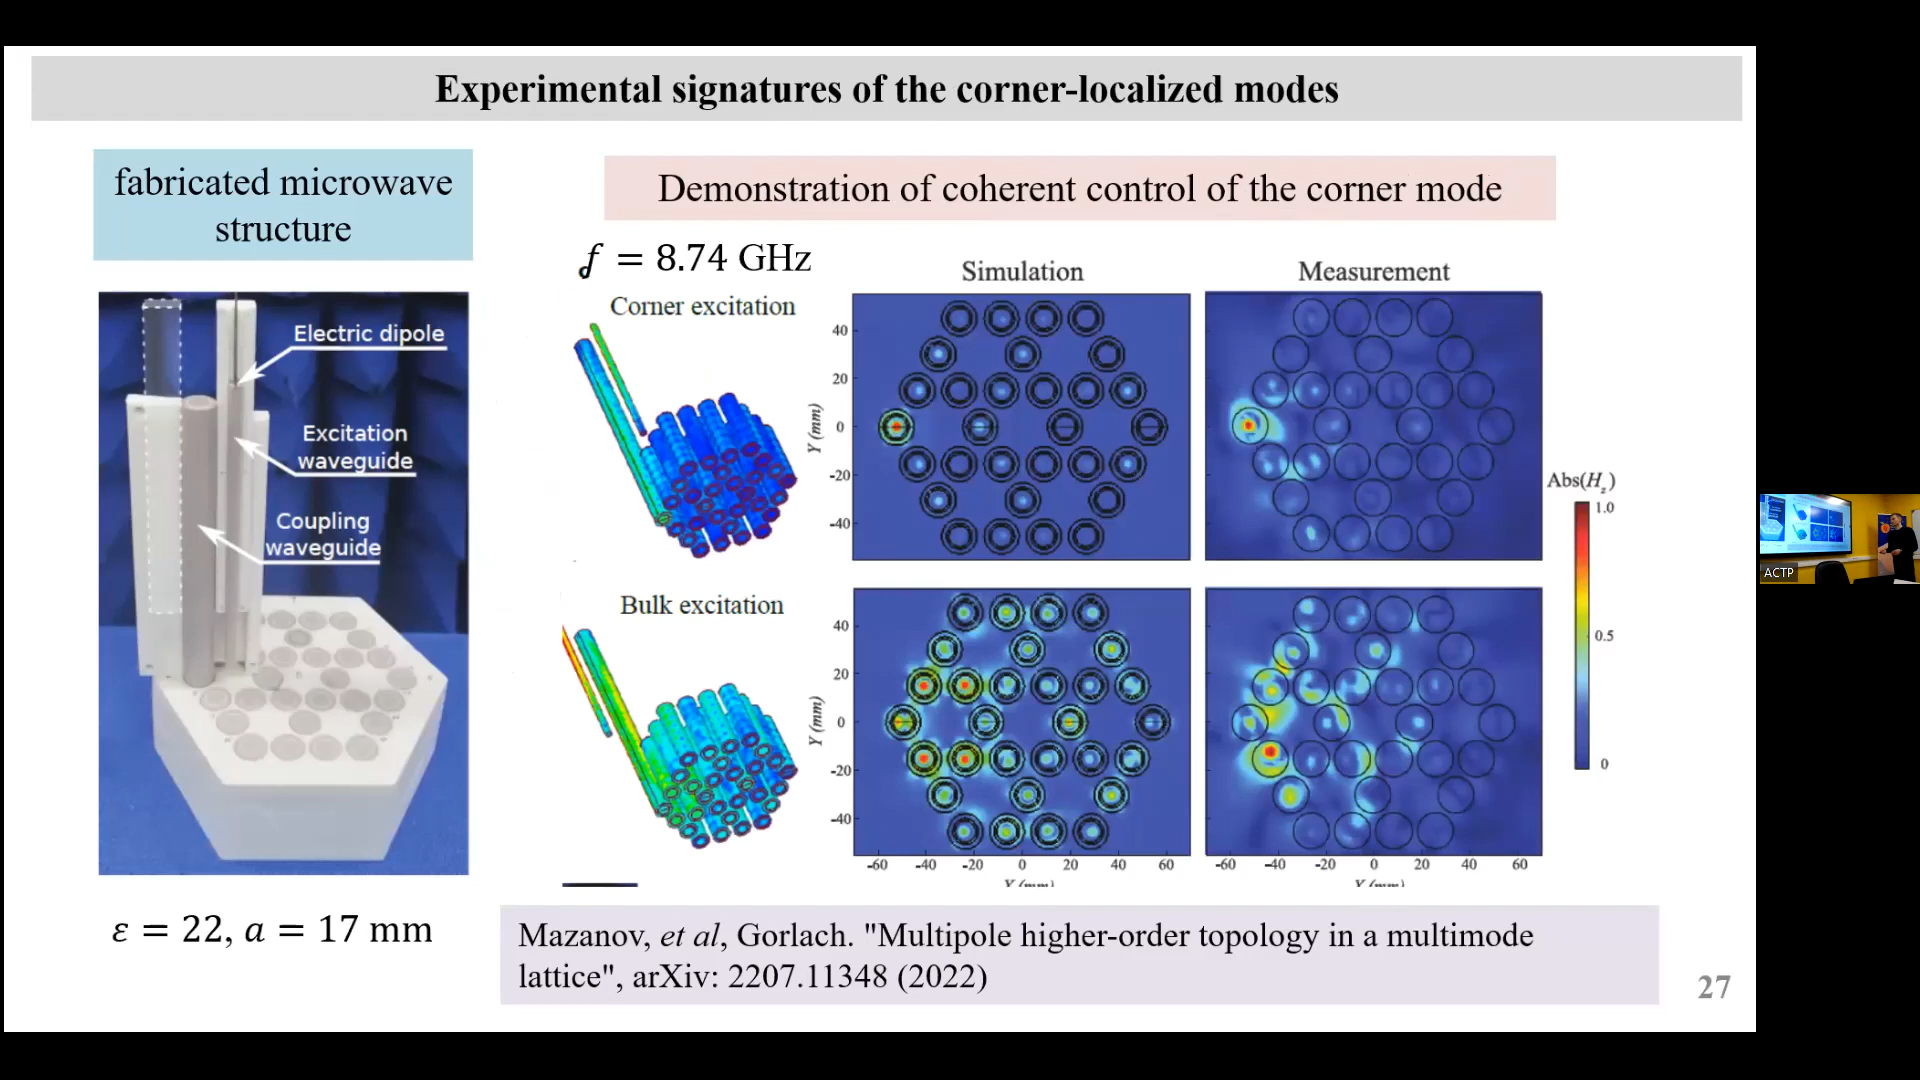 Experimental signatures of the corner-localized modes
fabricated microwave
structure
Electric dipole
Excitation
waveguide
Coupling
waveguide
ε = 22, a = 17 mm
Demonstration of coherent control of the corner mode
f = 8.74 GHz
Corner excitation
Simulation
Measurement
Y (mm)
40
20
0
-20
-40
Bulk excitation
Y (mm)
40
20
0
-20
-40
-60 -40 -20 0 20 40 60
-60 -40 -20 0 20 40 60
Abs(Hz)
1.0
0.5
0
Mazanov, et al, Gorlach. "Multipole higher-order topology in a multimode
lattice", arXiv: 2207.11348 (2022)
27
ACTP